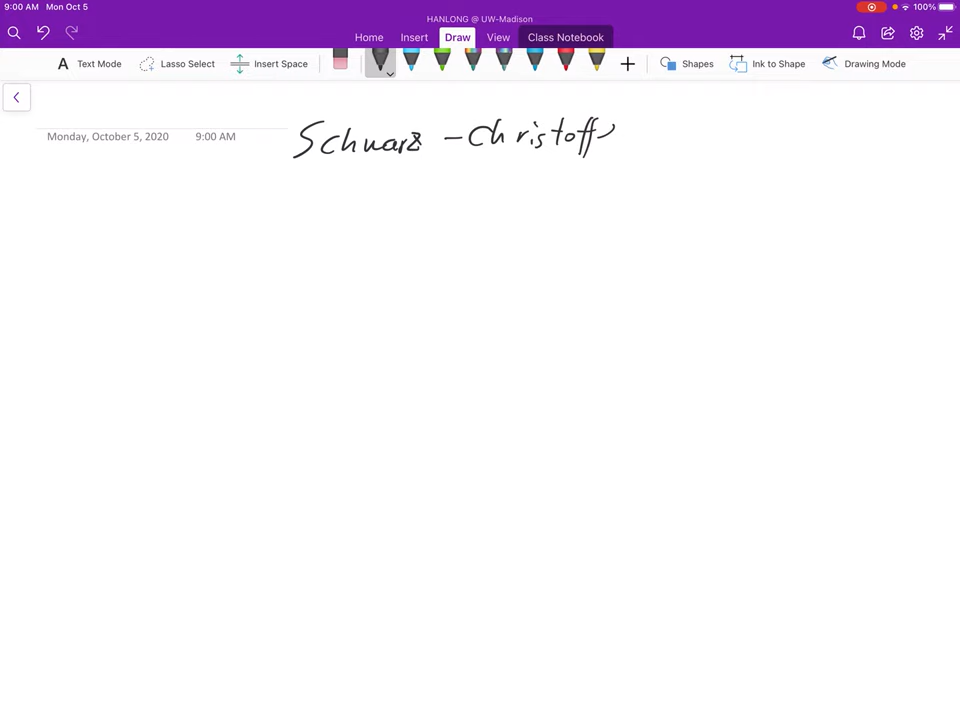 9:00 AM Mon Oct 5 100%
HANLONG @ UW-Madison
Home Insert Draw View Class Notebook
Text Mode Lasso Select Insert Space Shapes Ink to Shape Drawing Mode
Schwarz - Christoff
Monday, October 5, 2020 9:00 AM